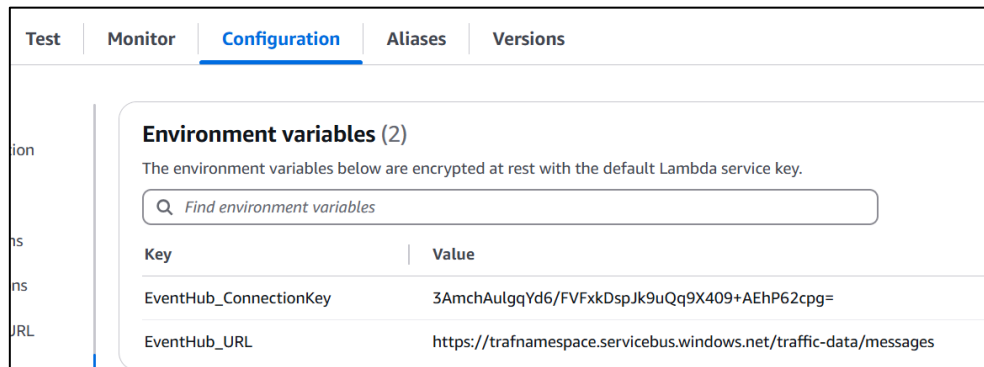 Test Monitor Configuration Aliases Versions
Environment variables (2)
tion
The environment variables below are encrypted at rest with the default Lambda service key.
Find environment variables
ns
Key Value
ns
EventHub_ConnectionKey 3AmchAulgqYd6/FVFxkDspJk9uQq9X409+AEhP62cpg=
URL
EventHub_URL https://trafnamespace.servicebus.windows.net/traffic-data/messages